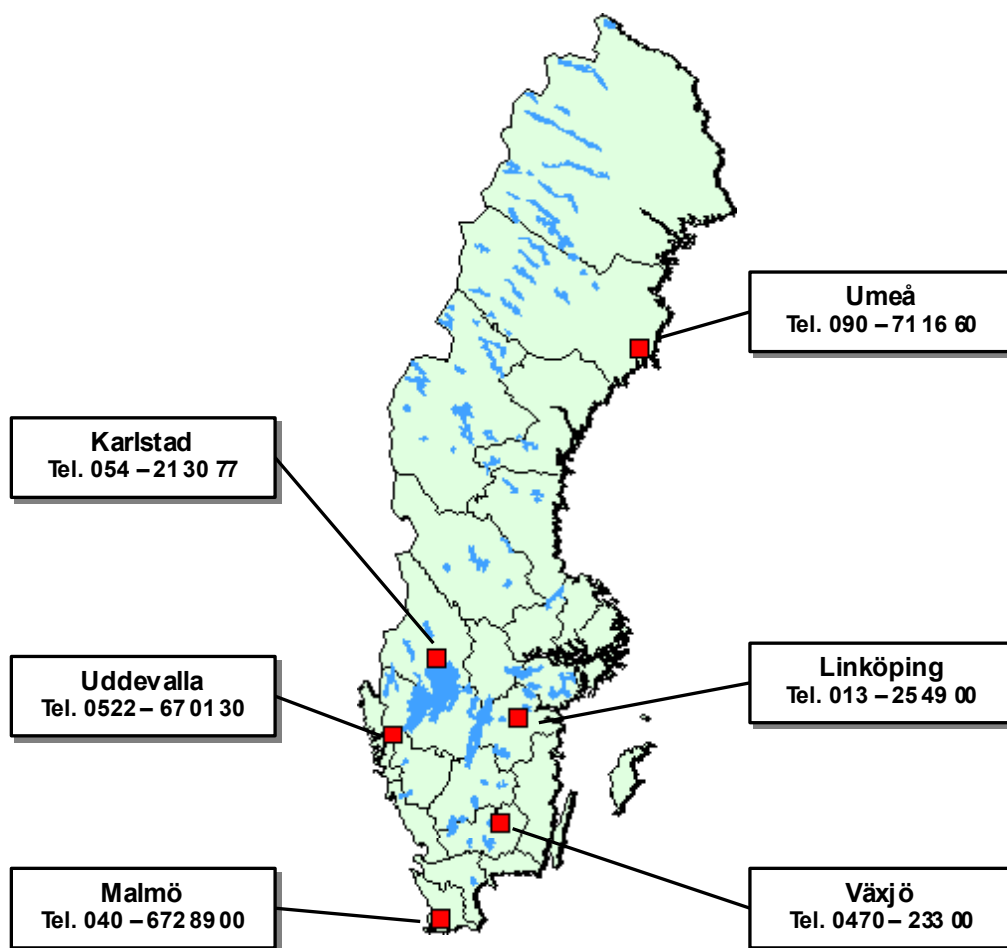 Umeå
Tel. 090 – 71 16 60
Karlstad
Tel. 054 – 21 30 77
Uddevalla
Tel. 0522 – 67 01 30
Linköping
Tel. 013 – 25 49 00
Malmö
Tel. 040 – 672 89 00
Växjö
Tel. 0470 – 233 00